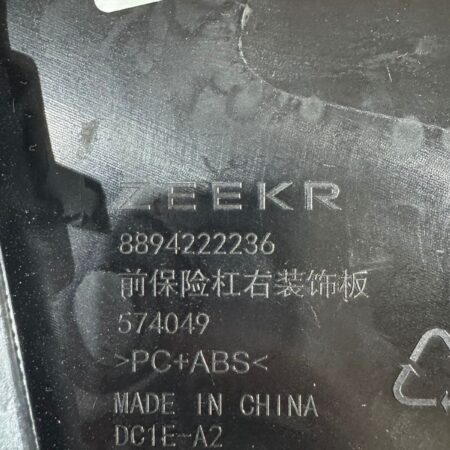 ZEEKR
8894222236
前保险杠右装饰板
574049
>PC+ABS<
MADE IN CHINA
DC1E-A2